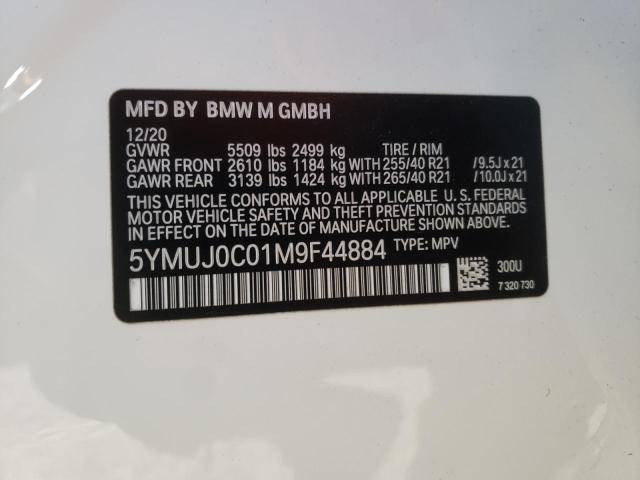 MFD BY BMW M GMBH
12/20
GVWR 5509 lbs 2499 kg TIRE / RIM
GAWR FRONT 2610 lbs 1184 kg WITH 255/40 R21 / 9.5J x 21
GAWR REAR 3139 lbs 1424 kg WITH 265/40 R21 / 10.0J x 21
THIS VEHICLE CONFORMS TO ALL APPLICABLE U.S. FEDERAL
MOTOR VEHICLE SAFETY AND THEFT PREVENTION STANDARDS
IN EFFECT ON THE DATE OF MANUFACTURE SHOWN ABOVE.
5YMUJ0C01M9F44884 TYPE: MPV
300U
7 320 730